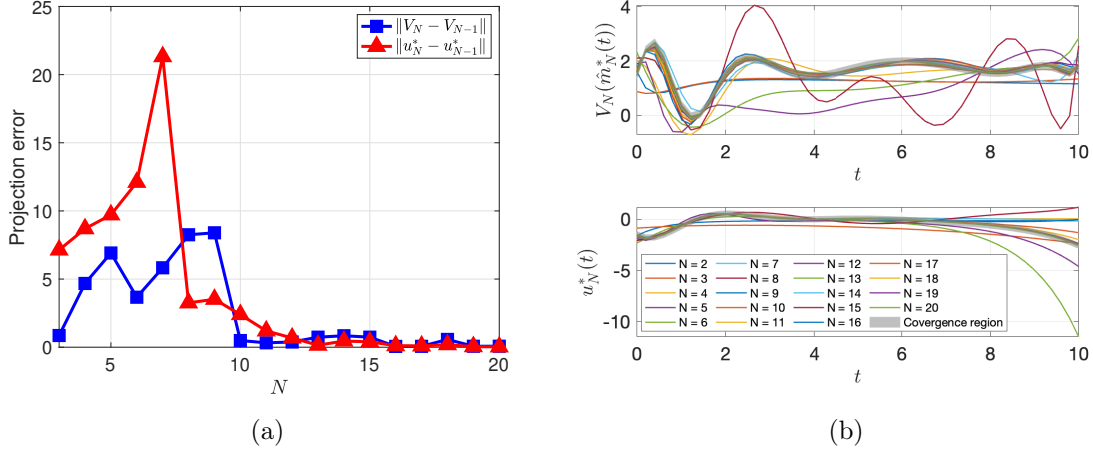 25
20
15
10
5
0
5
10
15
20
Projection error
N
‖V_N − V_{N−1}‖
‖u*_N − u*_{N−1}‖
(a)
4
2
0
0
2
4
6
8
10
V_N(m̂*_N(t))
t
0
-5
-10
0
2
4
6
8
10
u*_N(t)
t
N = 2 N = 7 N = 12 N = 17
N = 3 N = 8 N = 13 N = 18
N = 4 N = 9 N = 14 N = 19
N = 5 N = 10 N = 15 N = 20
N = 6 N = 11 N = 16 Covergence region
(b)